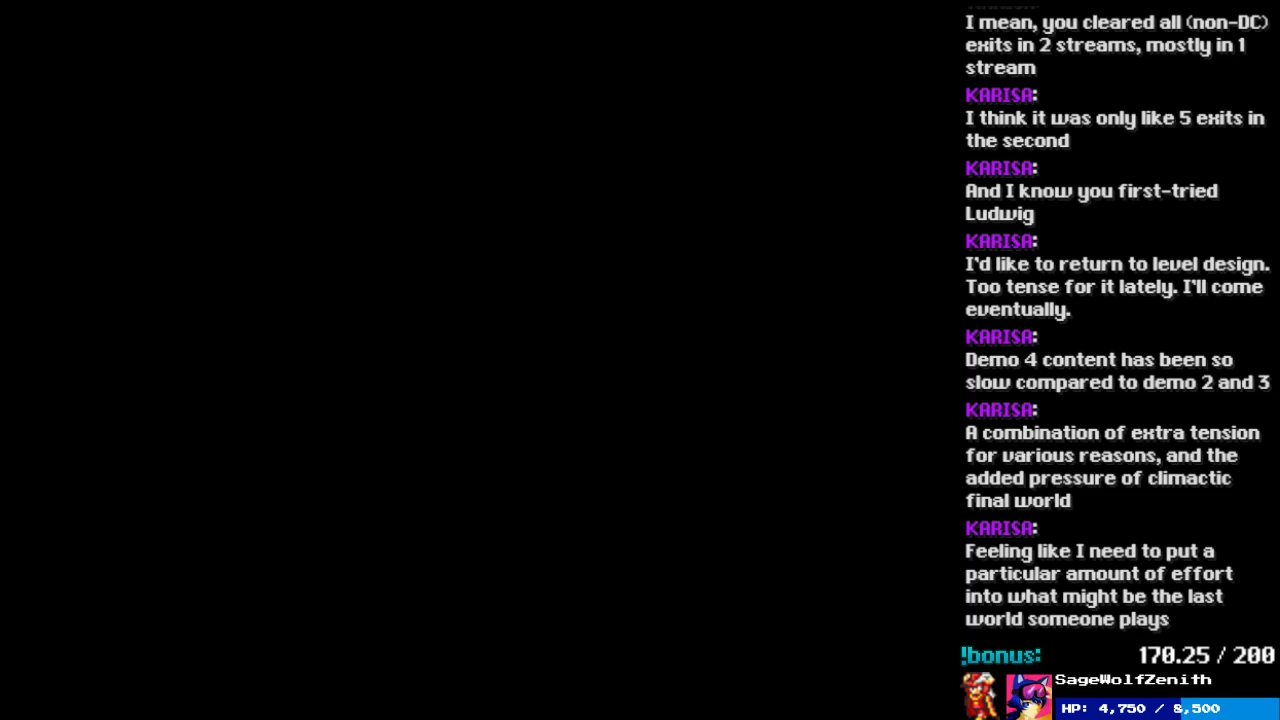 I mean, you cleared all (non-DC)
exits in 2 streams, mostly in 1
stream
KARISA:
I think it was only like 5 exits in
the second
KARISA:
And I know you first-tried
Ludwig
KARISA:
I'd like to return to level design.
Too tense for it lately. I'll come
eventually.
KARISA:
Demo 4 content has been so
slow compared to demo 2 and 3
KARISA:
A combination of extra tension
for various reasons, and the
added pressure of climactic
final world
KARISA:
Feeling like I need to put a
particular amount of effort
into what might be the last
world someone plays
!bonus: 170.25 / 200
SageWolfZenith
HP: 4,750 / 8,500